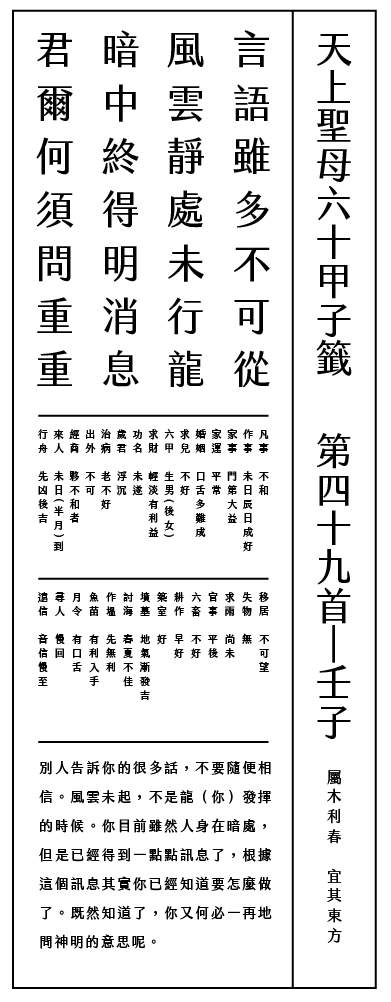 天上聖母六十甲子籤 第四十九首—壬子
屬木利春 宜其東方
言語雖多不可從
風雲靜處未行龍
暗中終得明消息
君爾何須問重重
凡事 不和
作事 未日辰日成好
家事 門第大益
家運 平常
婚姻 口舌多難成
求兒 不好
六甲 生男(後女)
求財 輕淡有利益
功名 未遂
歲君 浮沉
治病 老不好
出外 不可
經商 夥不和者
來人 未日(半月)到
行舟 先凶後吉
移居 不可望
失物 無
求雨 尚未
官事 平後
六畜 不好
耕作 早好
築室 好
墳墓 地氣漸發吉
討海 春夏不佳
作塭 先無利
魚苗 有利入手
月令 有口舌
尋人 慢回
遠信 音信慢至
別人告訴你的很多話，不要隨便相
信。風雲未起，不是龍（你）發揮
的時候。你目前雖然人身在暗處，
但是已經得到一點點訊息了，根據
這個訊息其實你已經知道要怎麼做
了。既然知道了，你又何必一再地
問神明的意思呢。